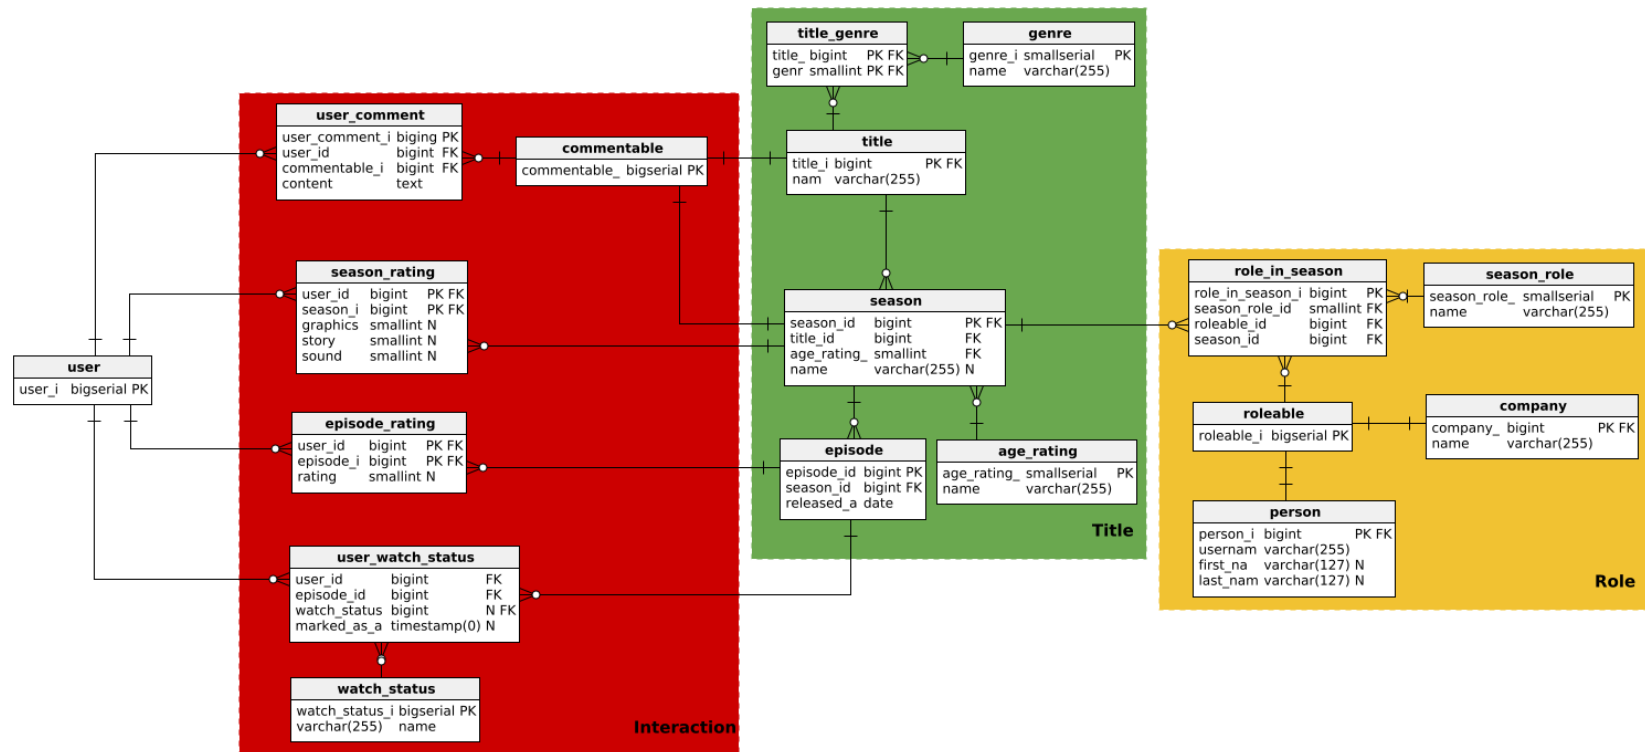 title_genre
title_ bigint PK FK
genr smallint PK FK
genre
genre_i smallserial PK
name varchar(255)
user_comment
user_comment_i biging PK
user_id bigint FK
commentable_i bigint FK
content text
commentable
commentable_ bigserial PK
title
title_i bigint PK FK
nam varchar(255)
season_rating
user_id bigint PK FK
season_i bigint PK FK
graphics smallint N
story smallint N
sound smallint N
season
season_id bigint PK FK
title_id bigint FK
age_rating_ smallint FK
name varchar(255) N
role_in_season
role_in_season_i bigint PK
season_role_id smallint FK
roleable_id bigint FK
season_id bigint FK
season_role
season_role_ smallserial PK
name varchar(255)
user
user_i bigserial PK
episode_rating
user_id bigint PK FK
episode_i bigint PK FK
rating smallint N
episode
episode_id bigint PK
season_id bigint FK
released_a date
age_rating
age_rating_ smallserial PK
name varchar(255)
Title
roleable
roleable_i bigserial PK
company
company_ bigint PK FK
name varchar(255)
person
person_i bigint PK FK
usernam varchar(255)
first_na varchar(127) N
last_nam varchar(127) N
Role
user_watch_status
user_id bigint FK
episode_id bigint FK
watch_status bigint N FK
marked_as_a timestamp(0) N
watch_status
watch_status_i bigserial PK
varchar(255) name
Interaction